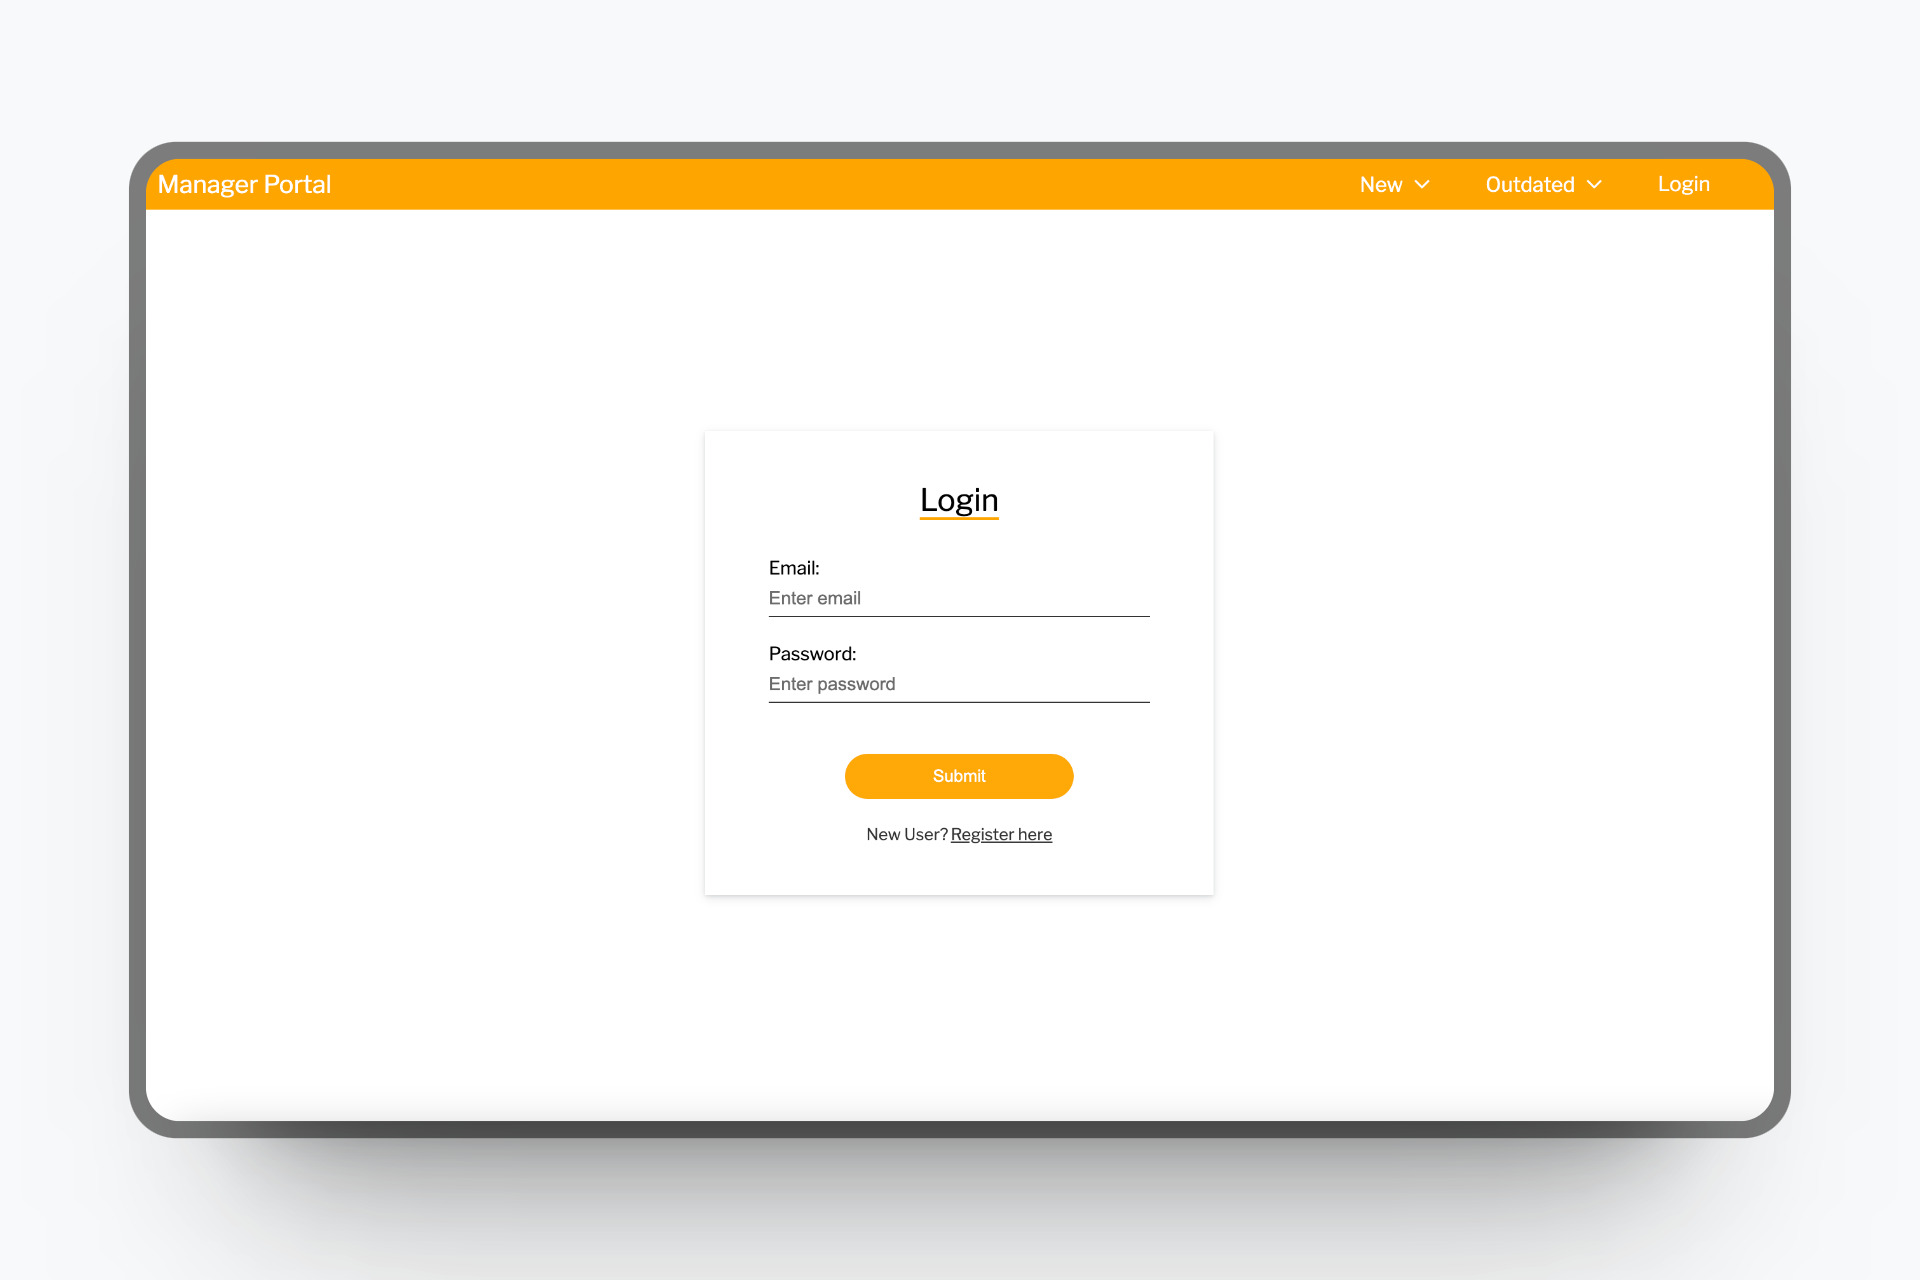 Manager Portal New Outdated Login
Login
Email:
Enter email
Password:
Enter password
Submit
New User? Register here